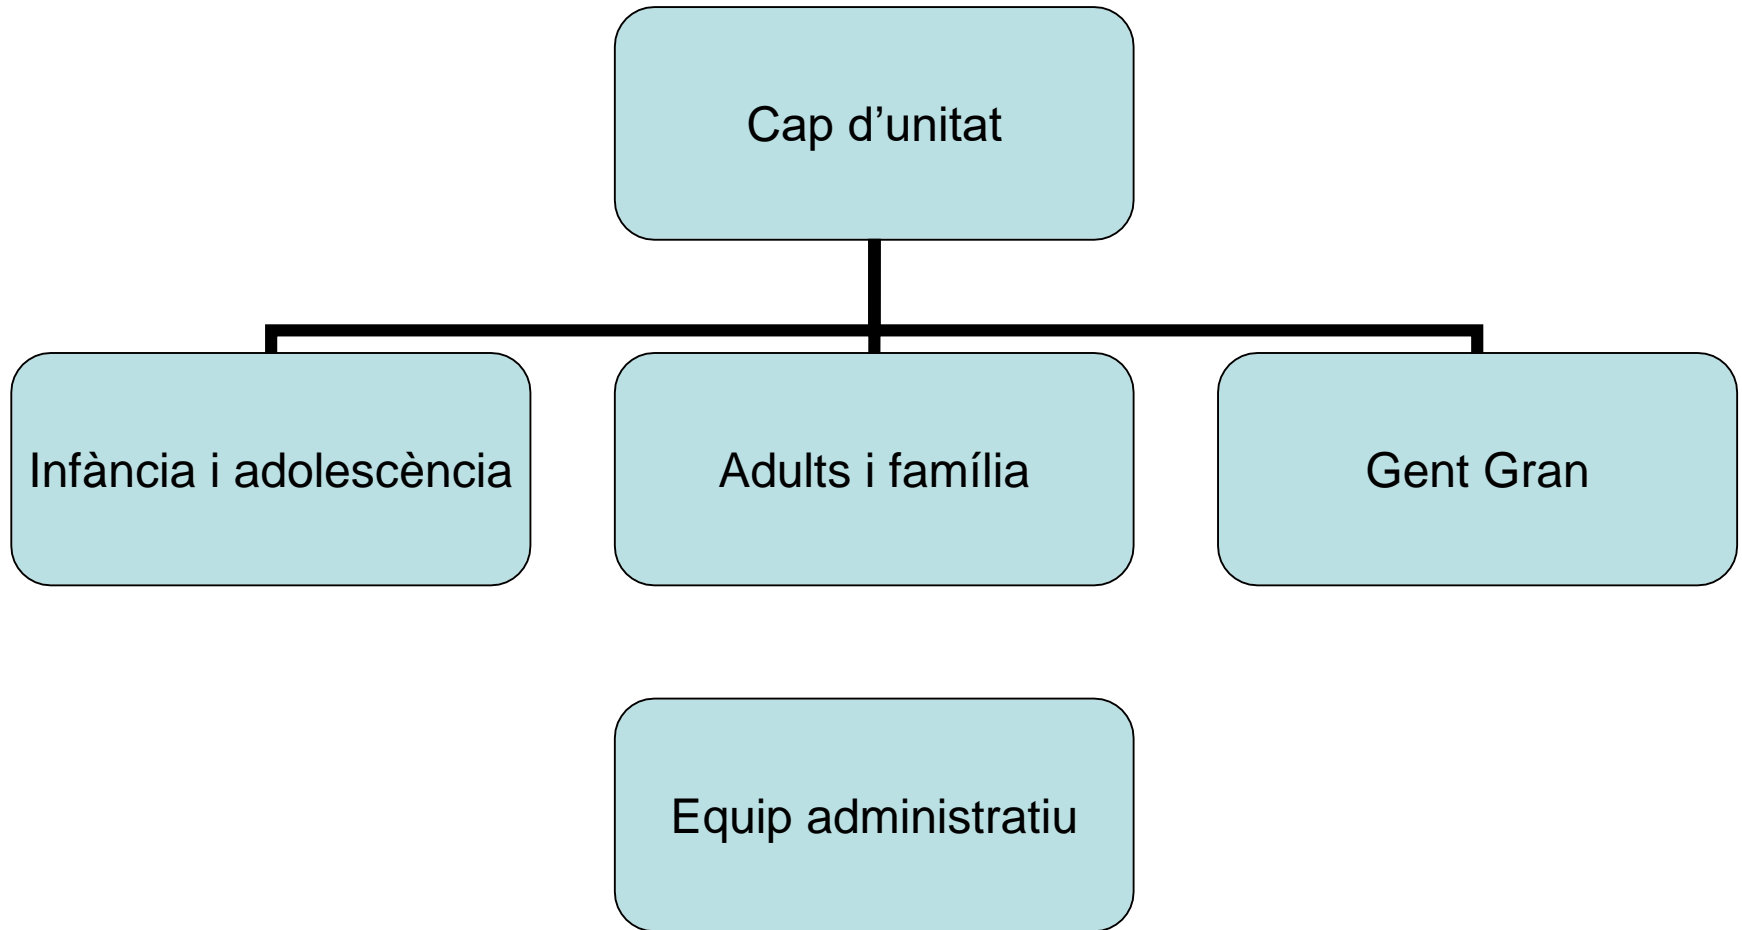 Cap d’unitat
Infància i adolescència
Adults i família
Gent Gran
Equip administratiu